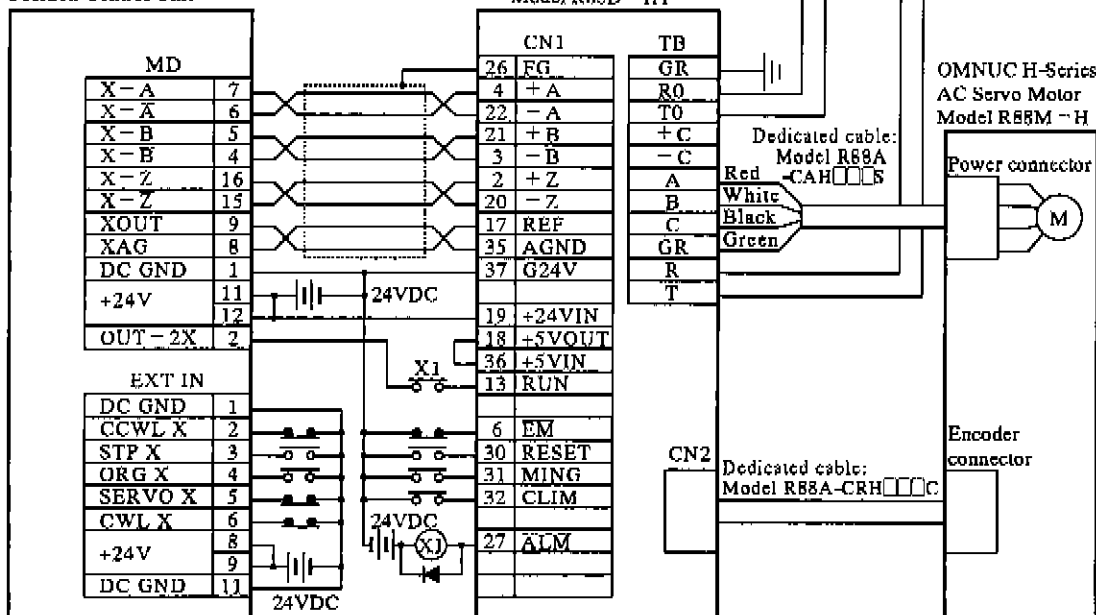 CN1
TB
MD
26 FG
GR
X-A 7
4 +A
R0
X-A̅ 6
22 -A
T0
X-B 5
21 +B
+C
X-B̅ 4
3 -B
-C
X-Z 16
2 +Z
A
X-Z̅ 15
20 -Z
B
XOUT 9
17 REF
C
XAG 8
35 AGND
GR
DC GND 1
37 G24V
R
+24V 11
24VDC
T
12
19 +24VIN
OUT-2X 2
18 +5VOUT
36 +5VIN
X1
13 RUN
EXT IN
DC GND 1
CCWL X 2
6 EM
STP X 3
30 RESET
ORG X 4
31 MING
SERVO X 5
32 CLIM
CWL X 6
24VDC
+24V 8
X1
27 ALM
9
DC GND 11
24VDC
OMNUC H-Series
AC Servo Motor
Model R88M-H
Dedicated cable:
Model R88A
-CAH□□□S
Red
White
Black
Green
Power connector
M
CN2
Dedicated cable:
Model R88A-CRH□□□C
Encoder
connector